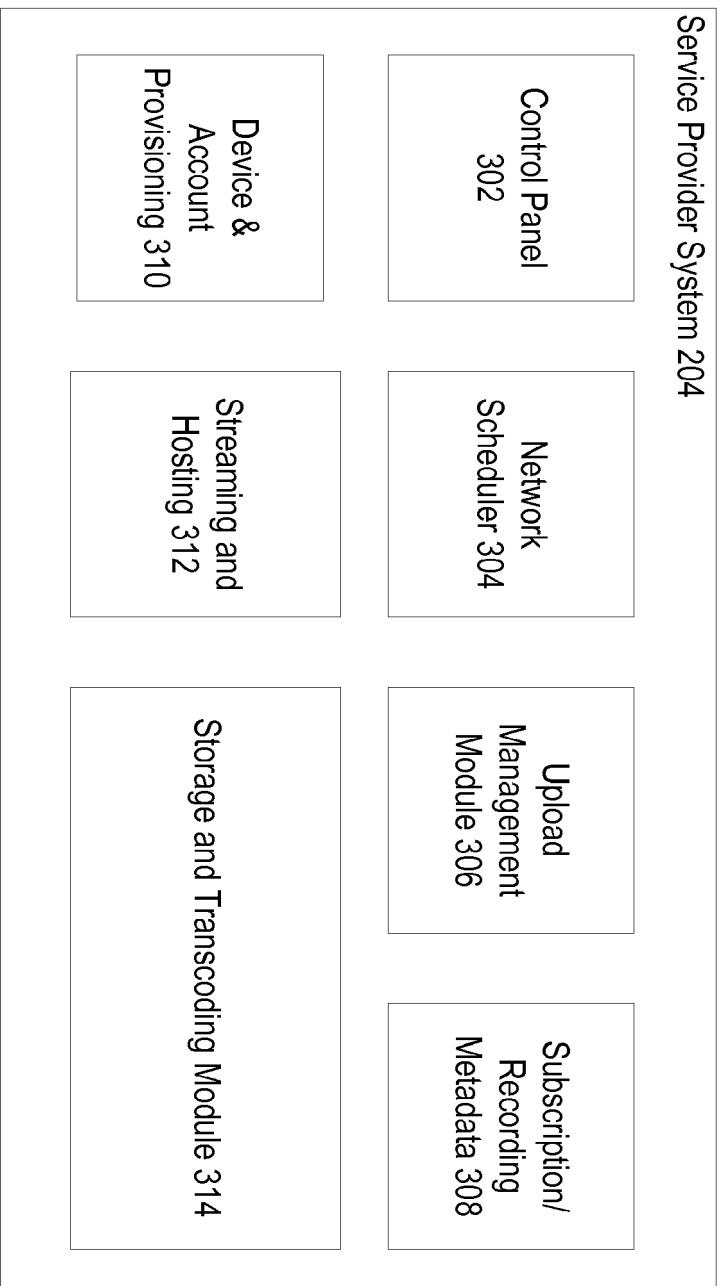 Service Provider System 204
Control Panel
302
Network
Scheduler 304
Upload
Management
Module 306
Subscription/
Recording
Metadata 308
Device &
Account
Provisioning 310
Streaming and
Hosting 312
Storage and Transcoding Module 314